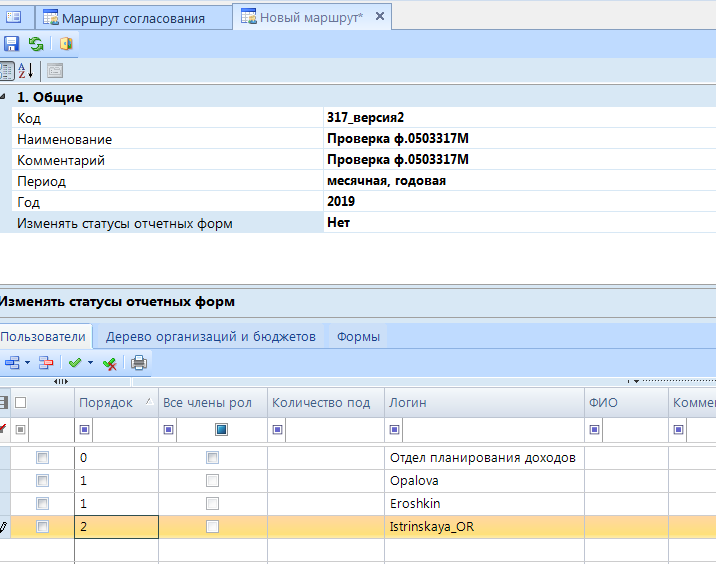 Маршрут согласования Новый маршрут*
1. Общие
Код 317_версия2
Наименование Проверка ф.0503317М
Комментарий Проверка ф.0503317М
Период месячная, годовая
Год 2019
Изменять статусы отчетных форм Нет
Изменять статусы отчетных форм
Пользователи Дерево организаций и бюджетов Формы
Порядок Все члены рол Количество под Логин ФИО Комме
0 Отдел планирования доходов
1 Opalova
1 Eroshkin
2 Istrinskaya_OR